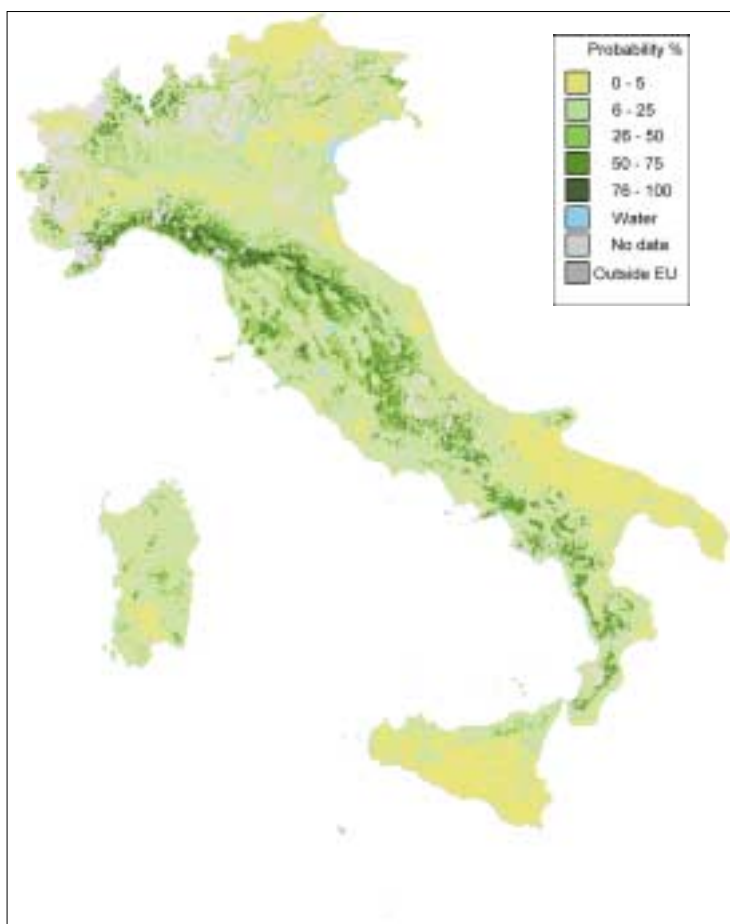 Probability %
0 - 5
6 - 25
26 - 50
50 - 75
76 - 100
Water
No data
Outside EU